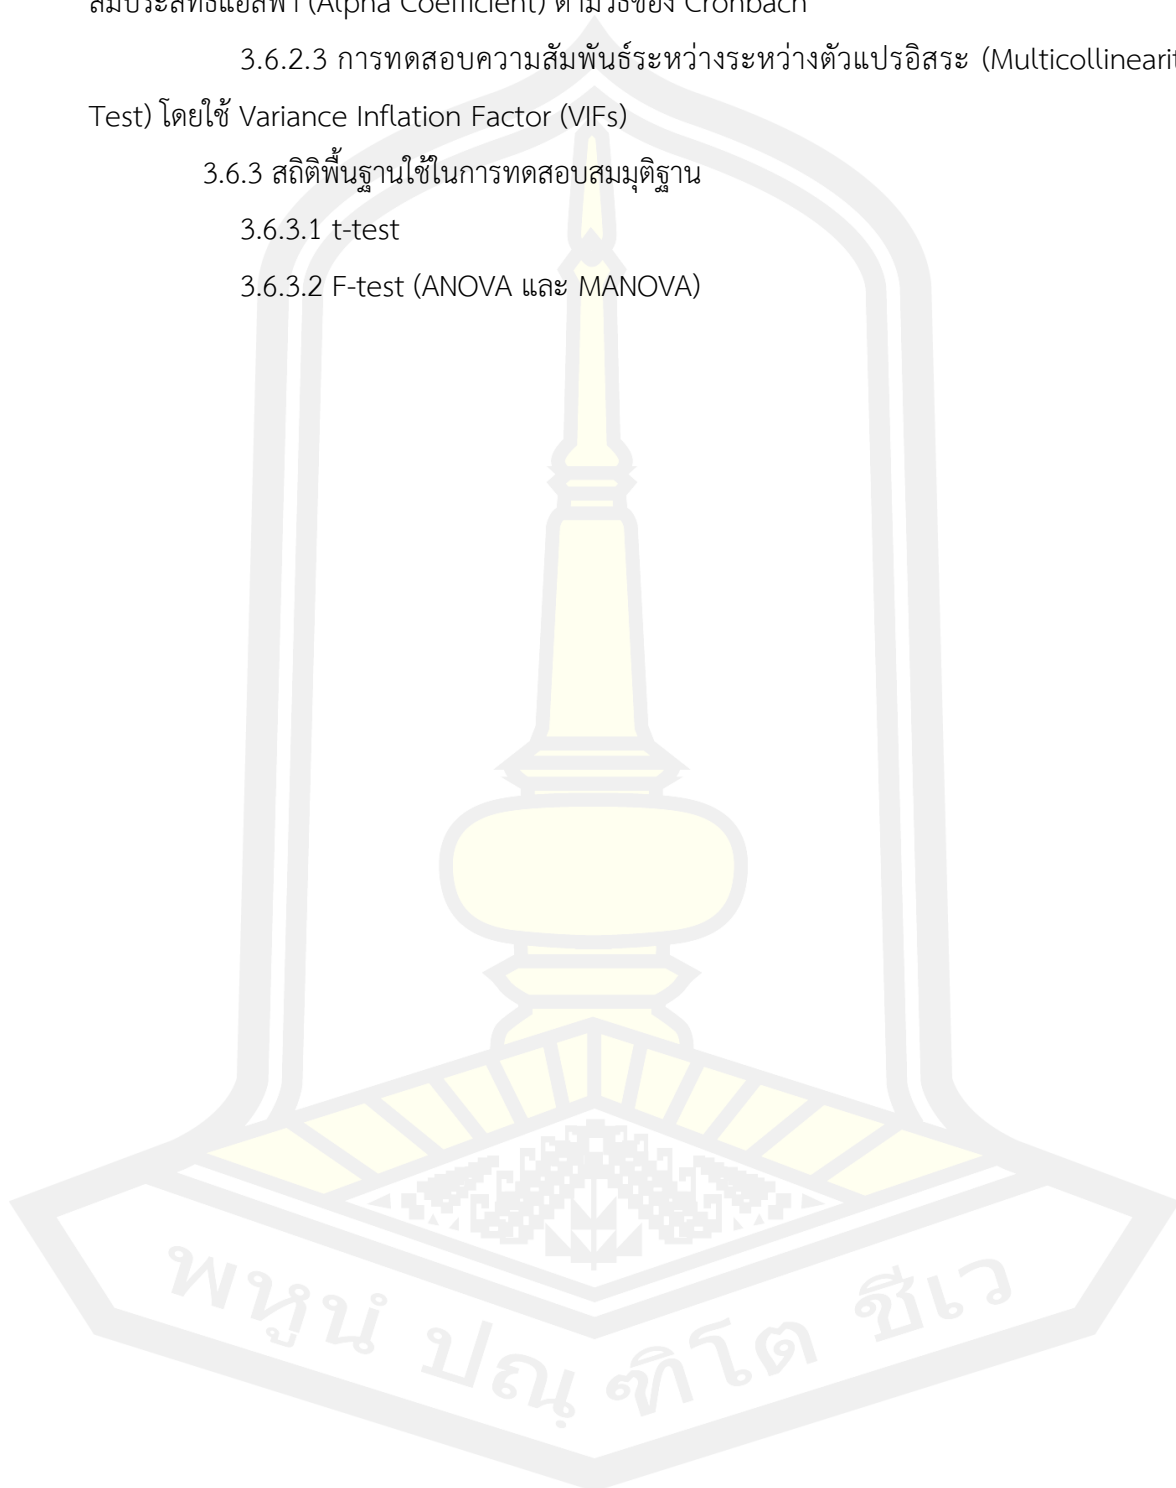 สัมประสิทธิ์แอลฟา (Alpha Coefficient) ตามวิธีของ Cronbach
3.6.2.3 การทดสอบความสัมพันธ์ระหว่างระหว่างตัวแปรอิสระ (Multicollinearit
Test) โดยใช้ Variance Inflation Factor (VIFs)
3.6.3 สถิติพื้นฐานใช้ในการทดสอบสมมุติฐาน
3.6.3.1 t-test
3.6.3.2 F-test (ANOVA และ MANOVA)
พหูนํ ปณฺ ฑิโต ชีเว